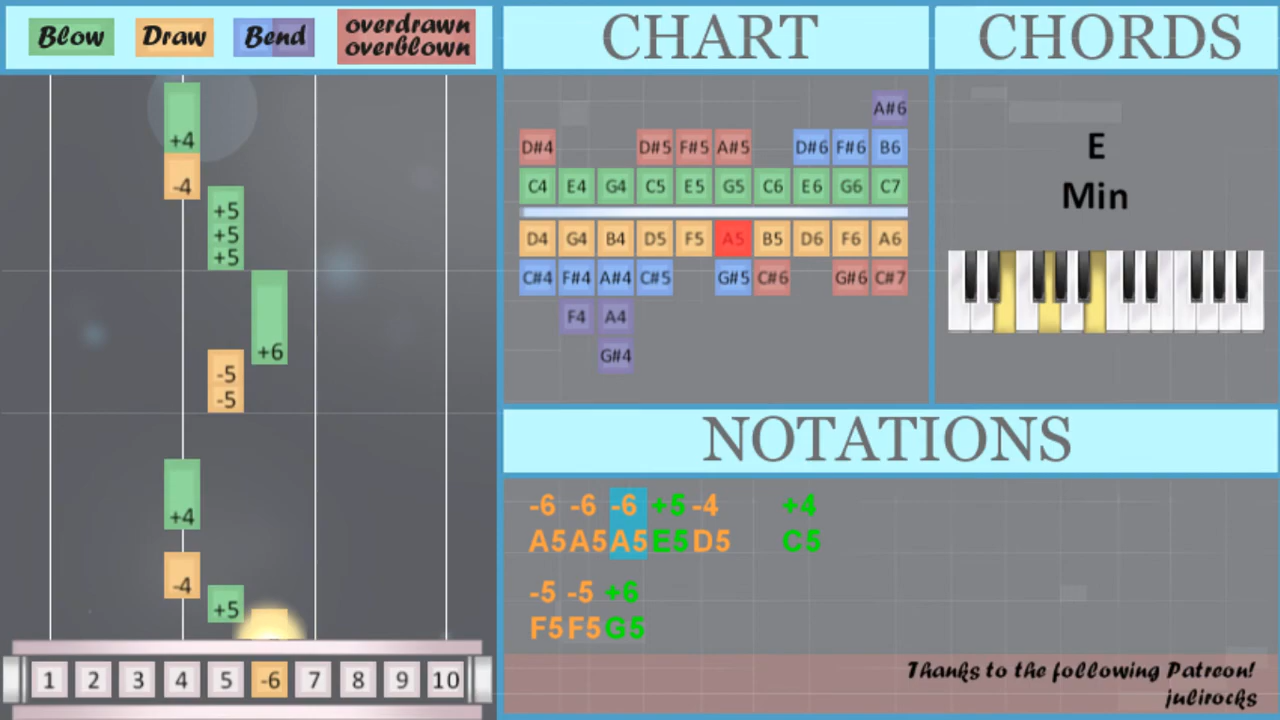 Blow Draw Bend overdrawn
overblown
CHART
CHORDS
+4
-4
+5
+5
+5
+6
-5
-5
+4
-4
+5
1 2 3 4 5 -6 7 8 9 10
A#6
D#4 D#5 F#5 A#5 D#6 F#6 B6
C4 E4 G4 C5 E5 G5 C6 E6 G6 C7
D4 G4 B4 D5 F5 A5 B5 D6 F6 A6
C#4 F#4 A#4 C#5 G#5 C#6 G#6 C#7
F4 A4
G#4
E
Min
NOTATIONS
-6 -6 -6 +5 -4 +4
A5 A5 A5 E5 D5 C5
-5 -5 +6
F5 F5 G5
Thanks to the following Patreon!
julirocks